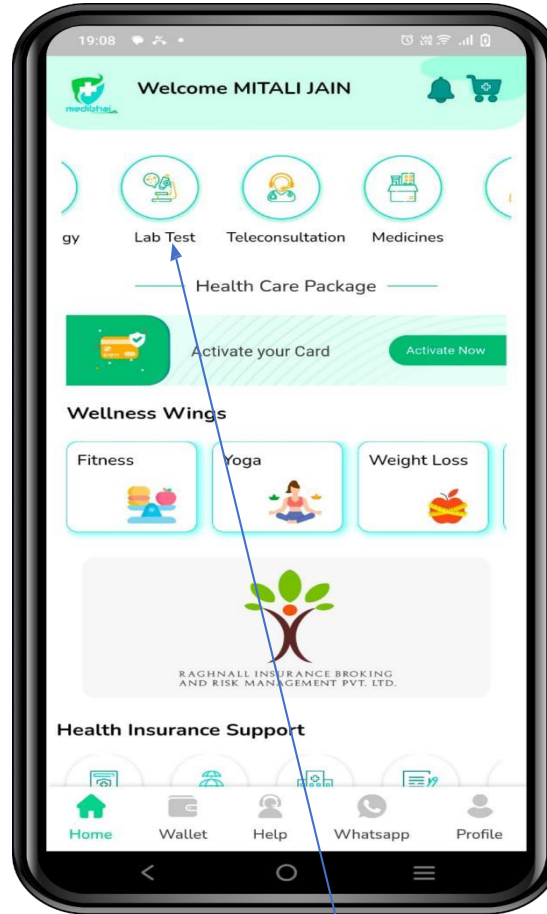 19:08
medibhai
Welcome MITALI JAIN
gy
Lab Test
Teleconsultation
Medicines
Health Care Package
Activate your Card
Activate Now
Wellness Wings
Fitness
Yoga
Weight Loss
RAGHNALL INSURANCE BROKING
AND RISK MANAGEMENT PVT. LTD.
Health Insurance Support
Home
Wallet
Help
Whatsapp
Profile